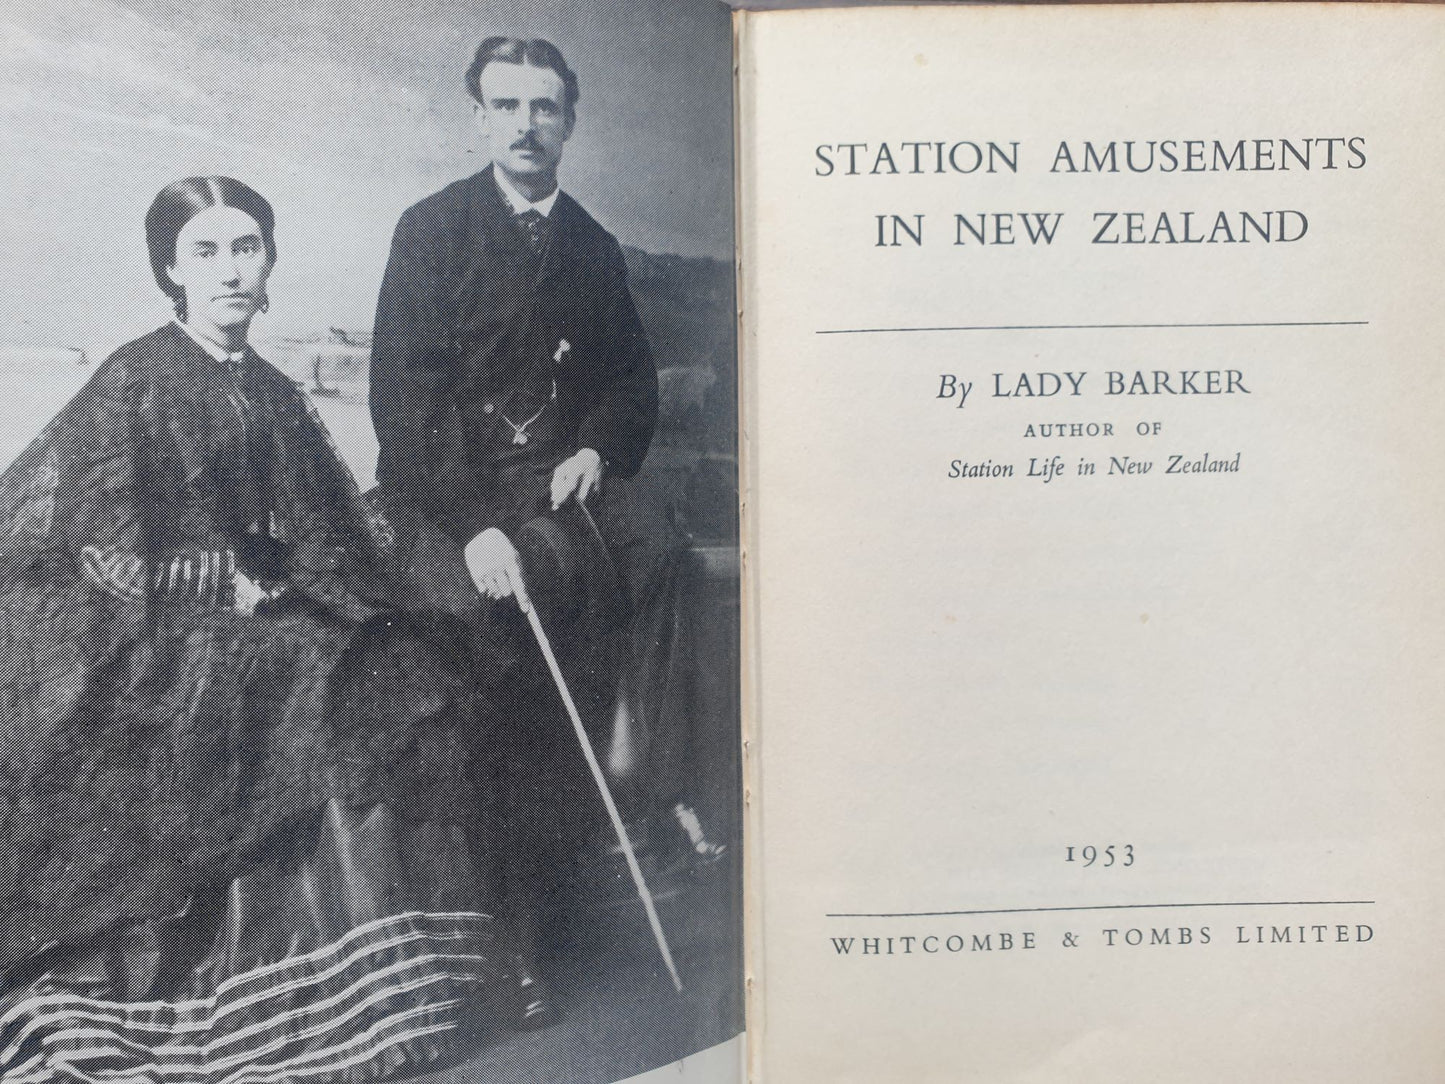 STATION AMUSEMENTS
IN NEW ZEALAND
By LADY BARKER
AUTHOR OF
Station Life in New Zealand
1953
WHITCOMBE & TOMBS LIMITED